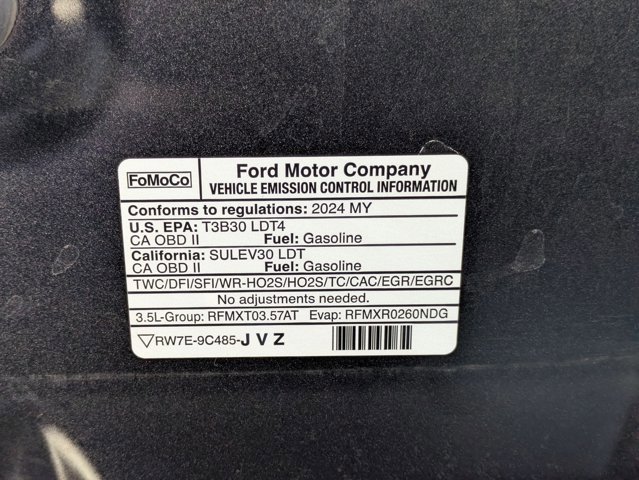 FoMoCo
Ford Motor Company
VEHICLE EMISSION CONTROL INFORMATION
Conforms to regulations: 2024 MY
U.S. EPA: T3B30 LDT4
CA OBD II Fuel: Gasoline
California: SULEV30 LDT
CA OBD II Fuel: Gasoline
TWC/DFI/SFI/WR-HO2S/HO2S/TC/CAC/EGR/EGRC
No adjustments needed.
3.5L-Group: RFMXT03.57AT Evap: RFMXR0260NDG
RW7E-9C485-J V Z